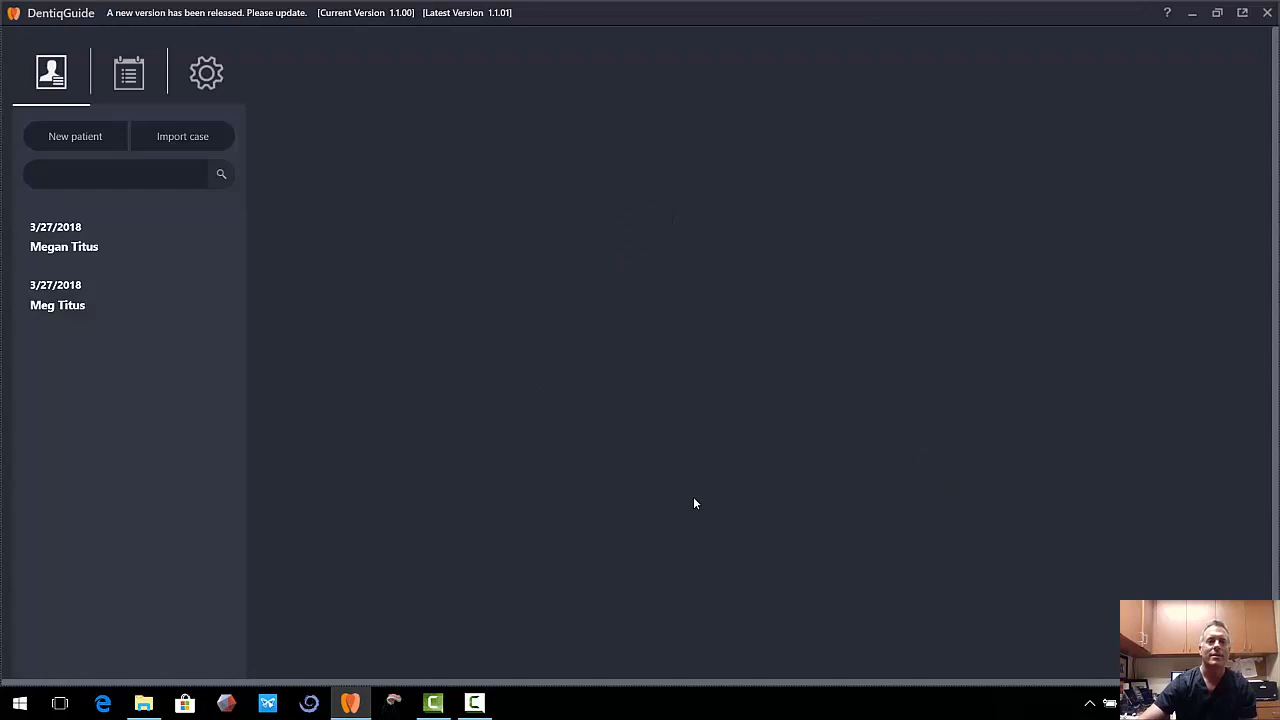 DentiqGuide A new version has been released. Please update. [Current Version 1.1.00] [Latest Version 1.1.01]
New patient Import case
3/27/2018
Megan Titus
3/27/2018
Meg Titus